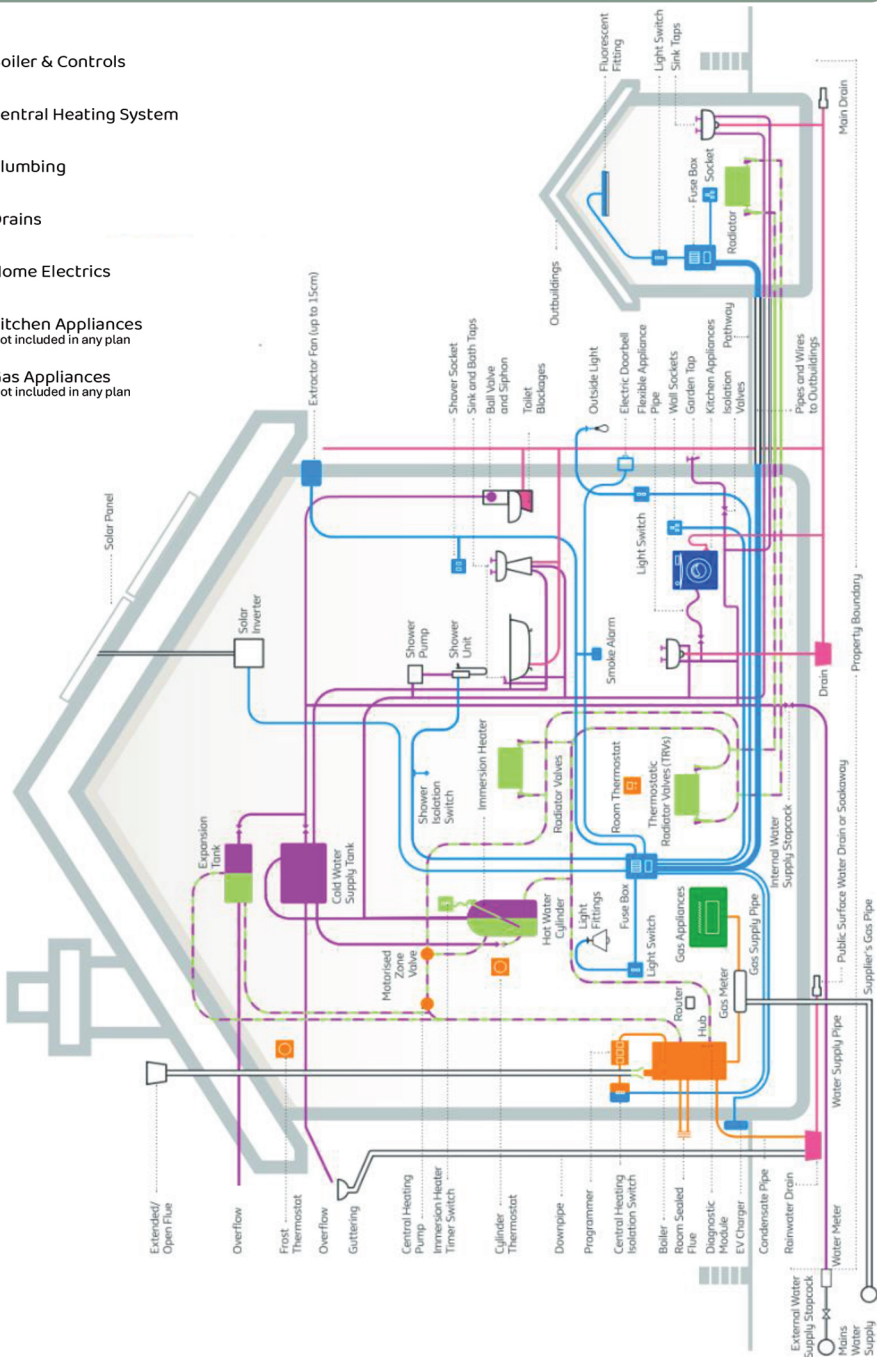 oiler & Controls
entral Heating System
lumbing
rains
ome Electrics
itchen Appliances
ot included in any plan
as Appliances
ot included in any plan
Solar Panel
Extractor Fan (up to 15cm)
Fluorescent
Fitting
Light Switch
Sink Taps
Fuse Box
Socket
Radiator
Main Drain
Outbuildings
Shaver Socket
Sink and Bath Taps
Ball Valve
and Siphon
Toilet
Blockages
Outside Light
Electric Doorbell
Flexible Appliance
Pipe
Wall Sockets
Garden Tap
Kitchen Appliances
Isolation
Valves
Pathway
Pipes and Wires
to Outbuildings
Light Switch
Solar
Inverter
Shower
Pump
Shower
Unit
Smoke Alarm
Drain
Property Boundary
Shower
Isolation
Switch
Immersion Heater
Radiator Valves
Room Thermostat
Thermostatic
Radiator Valves (TRVs)
Internal Water
Supply Stopcock
Public Surface Water Drain or Soakaway
Expansion
Tank
Cold Water
Supply Tank
Motorised
Zone
Valve
Hot Water
Cylinder
Light
Fittings
Fuse Box
Light Switch
Gas Appliances
Gas Supply Pipe
Gas Meter
Router
Hub
Water Supply Pipe
Supplier's Gas Pipe
Extended/
Open Flue
Overflow
Frost
Thermostat
Overflow
Guttering
Central Heating
Pump
Immersion Heater
Timer Switch
Cylinder
Thermostat
Downpipe
Programmer
Central Heating
Isolation Switch
Boiler
Room Sealed
Flue
Diagnostic
Module
EV Charger
Condensate Pipe
Rainwater Drain
Water Meter
External Water
Supply Stopcock
Mains
Water
Supply